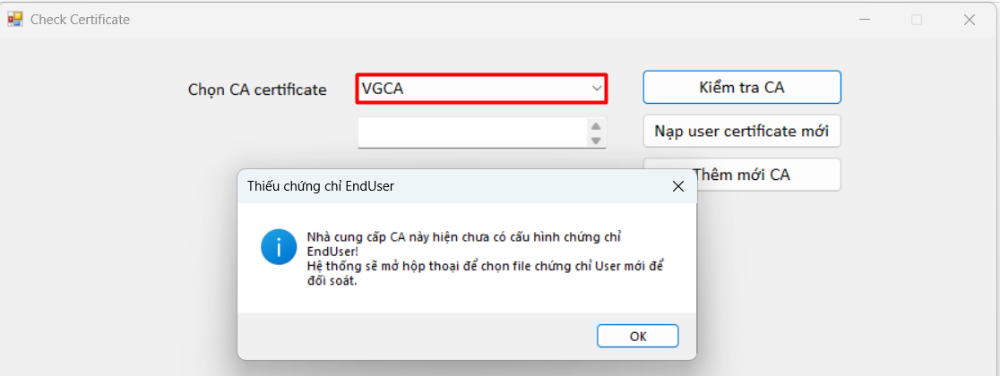 Check Certificate
Chọn CA certificate
VGCA
Kiểm tra CA
Nạp user certificate mới
Thêm mới CA
Thiếu chứng chỉ EndUser
Nhà cung cấp CA này hiện chưa có cấu hình chứng chỉ
EndUser!
Hệ thống sẽ mở hộp thoại để chọn file chứng chỉ User mới để
đối soát.
OK